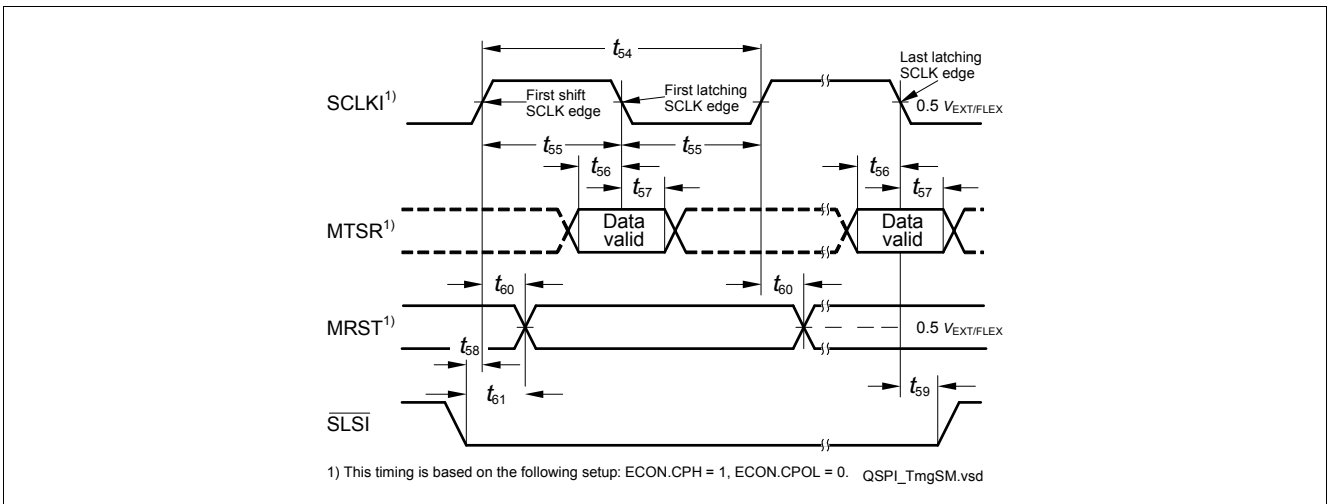 t54
SCLKI1)
First shift
SCLK edge
First latching
SCLK edge
Last latching
SCLK edge
0.5 VEXT/FLEX
t55
t55
t56
t57
t56
t57
MTSR1)
Data
valid
Data
valid
t60
t60
MRST1)
0.5 VEXT/FLEX
t58
t61
t59
SLSI
1) This timing is based on the following setup: ECON.CPH = 1, ECON.CPOL = 0.
QSPI_TmgSM.vsd